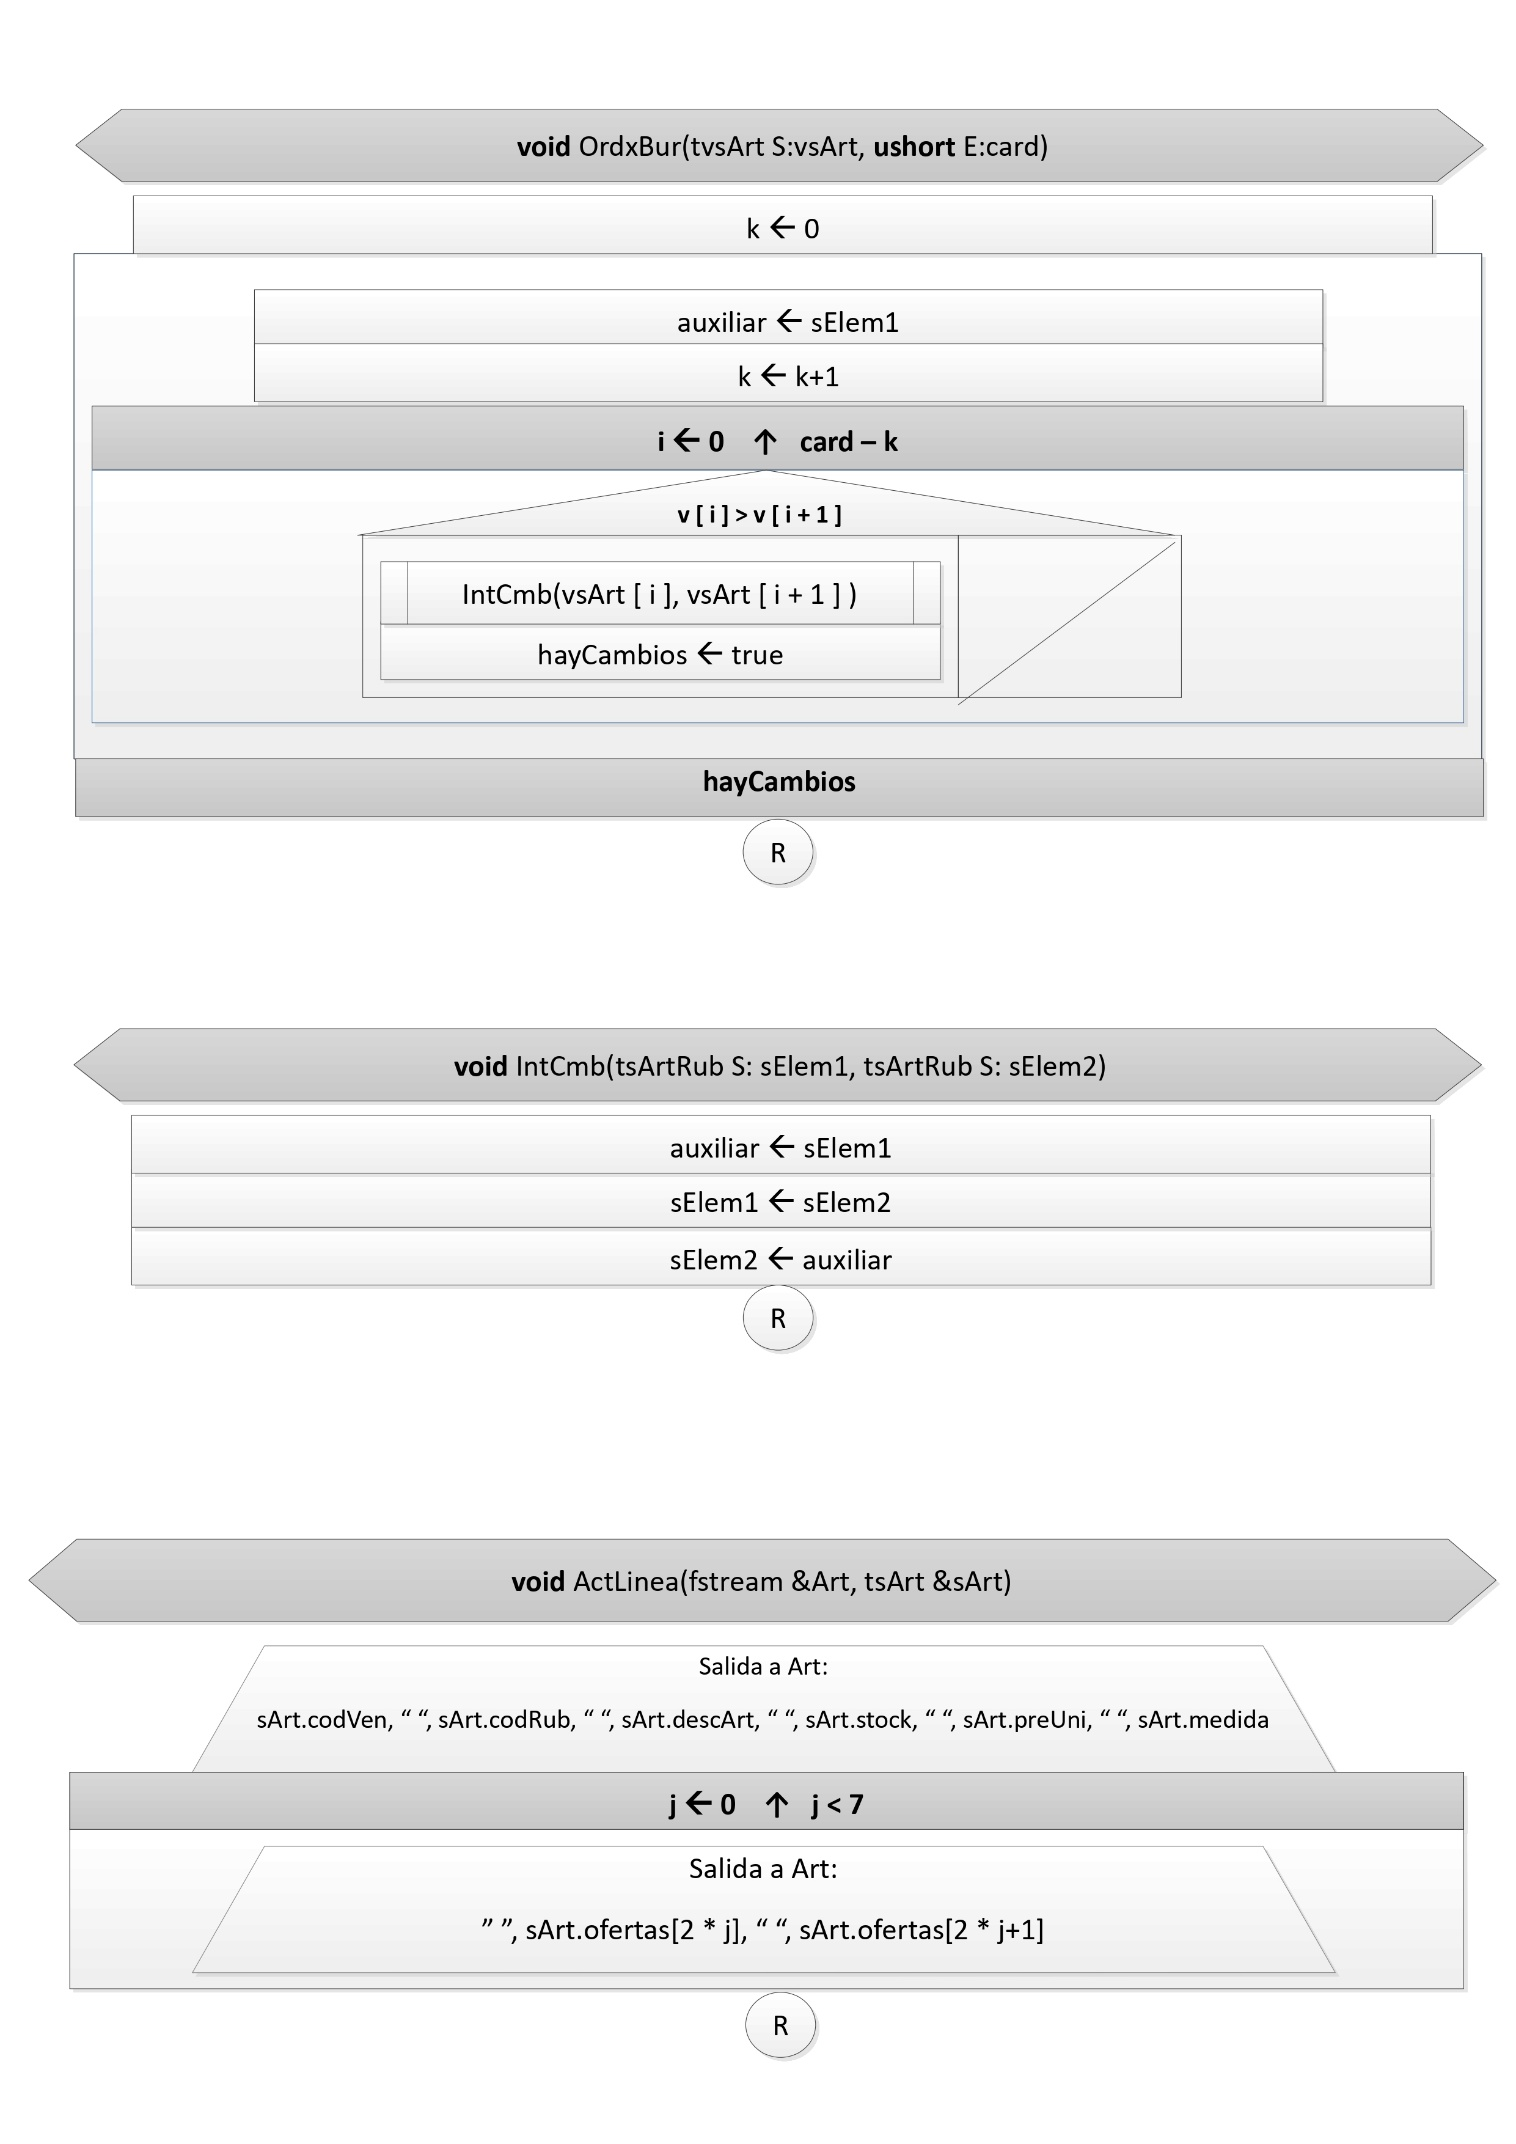 void OrdxBur(tvsArt S:vsArt, ushort E:card)
k ← 0
auxiliar ← sElem1
k ← k+1
i ← 0 ↑ card – k
v [ i ] > v [ i + 1 ]
IntCmb(vsArt [ i ], vsArt [ i + 1 ] )
hayCambios ← true
hayCambios
R
void IntCmb(tsArtRub S: sElem1, tsArtRub S: sElem2)
auxiliar ← sElem1
sElem1 ← sElem2
sElem2 ← auxiliar
R
void ActLinea(fstream &Art, tsArt &sArt)
Salida a Art:
sArt.codVen, “ “, sArt.codRub, “ “, sArt.descArt, “ “, sArt.stock, “ “, sArt.preUni, “ “, sArt.medida
j ← 0 ↑ j < 7
Salida a Art:
” ”, sArt.ofertas[2 * j], “ “, sArt.ofertas[2 * j+1]
R